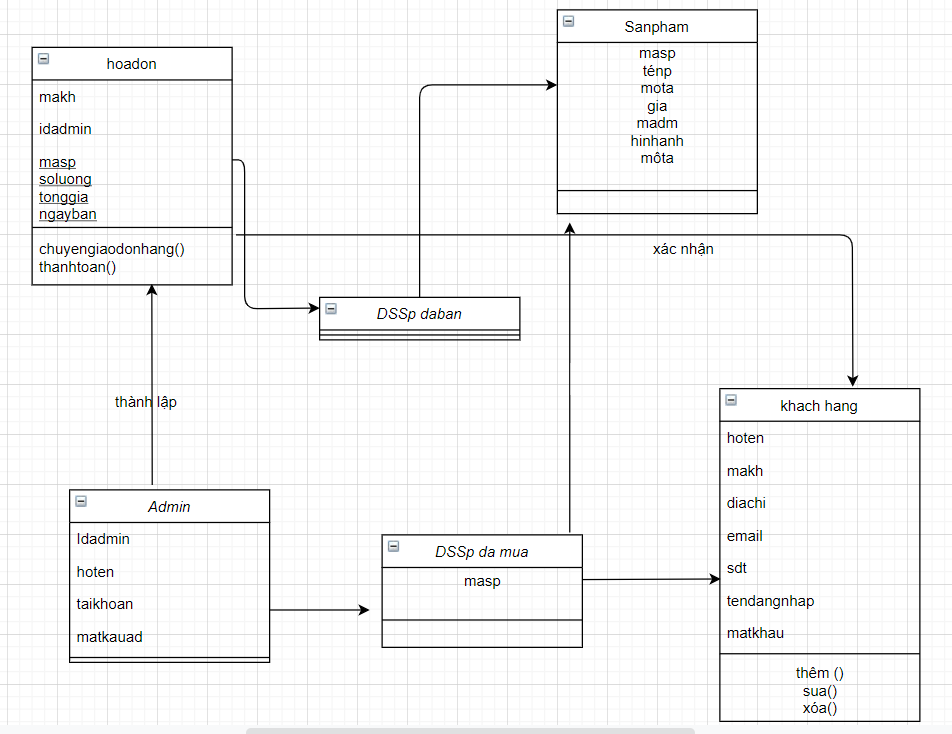 hoadon
makh
idadmin
masp
soluong
tonggia
ngayban
chuyengiaodonhang()
thanhtoan()
Sanpham
masp
ténp
mota
gia
madm
hinhanh
môta
xác nhận
DSSp daban
thành lập
khach hang
hoten
makh
diachi
email
sdt
tendangnhap
matkhau
thêm ()
sua()
xóa()
Admin
Idadmin
hoten
taikhoan
matkauad
DSSp da mua
masp